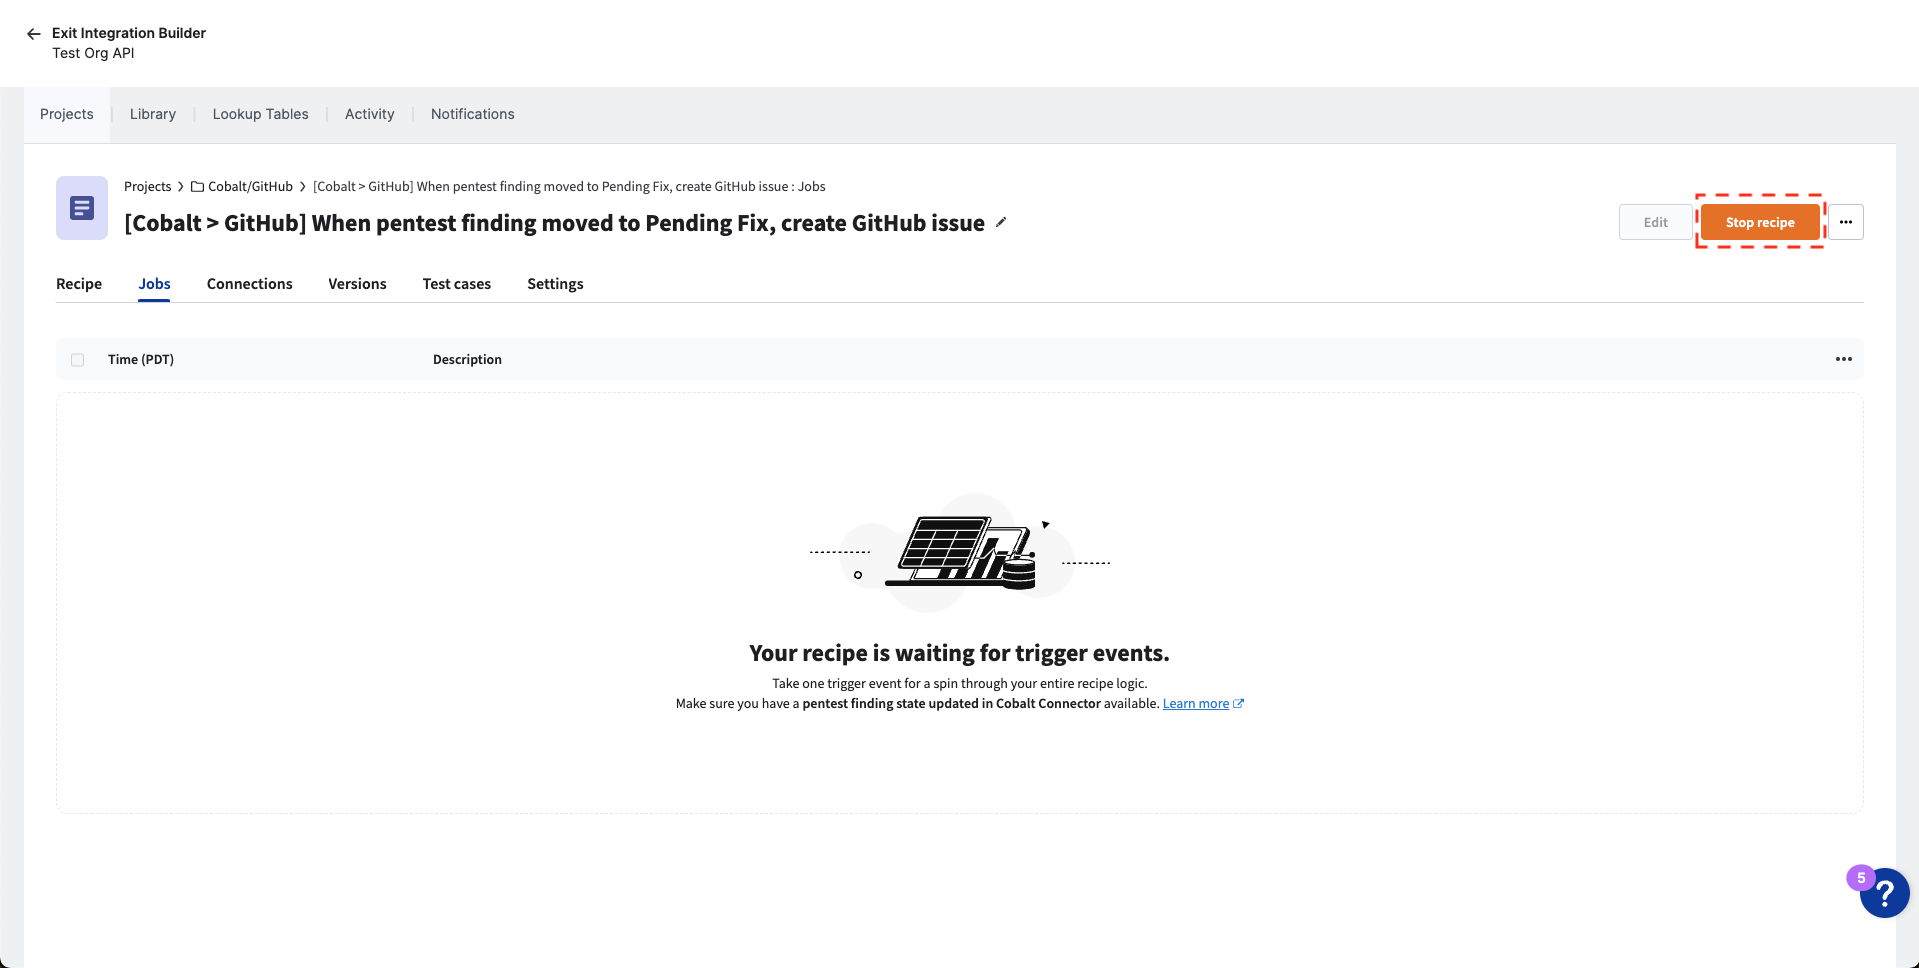 Exit Integration Builder
Test Org API
Projects
Library
Lookup Tables
Activity
Notifications
Projects > Cobalt/GitHub > [Cobalt > GitHub] When pentest finding moved to Pending Fix, create GitHub issue : Jobs
[Cobalt > GitHub] When pentest finding moved to Pending Fix, create GitHub issue
Edit
Stop recipe
Recipe
Jobs
Connections
Versions
Test cases
Settings
Time (PDT)
Description
Your recipe is waiting for trigger events.
Take one trigger event for a spin through your entire recipe logic.
Make sure you have a pentest finding state updated in Cobalt Connector available. Learn more
5
?